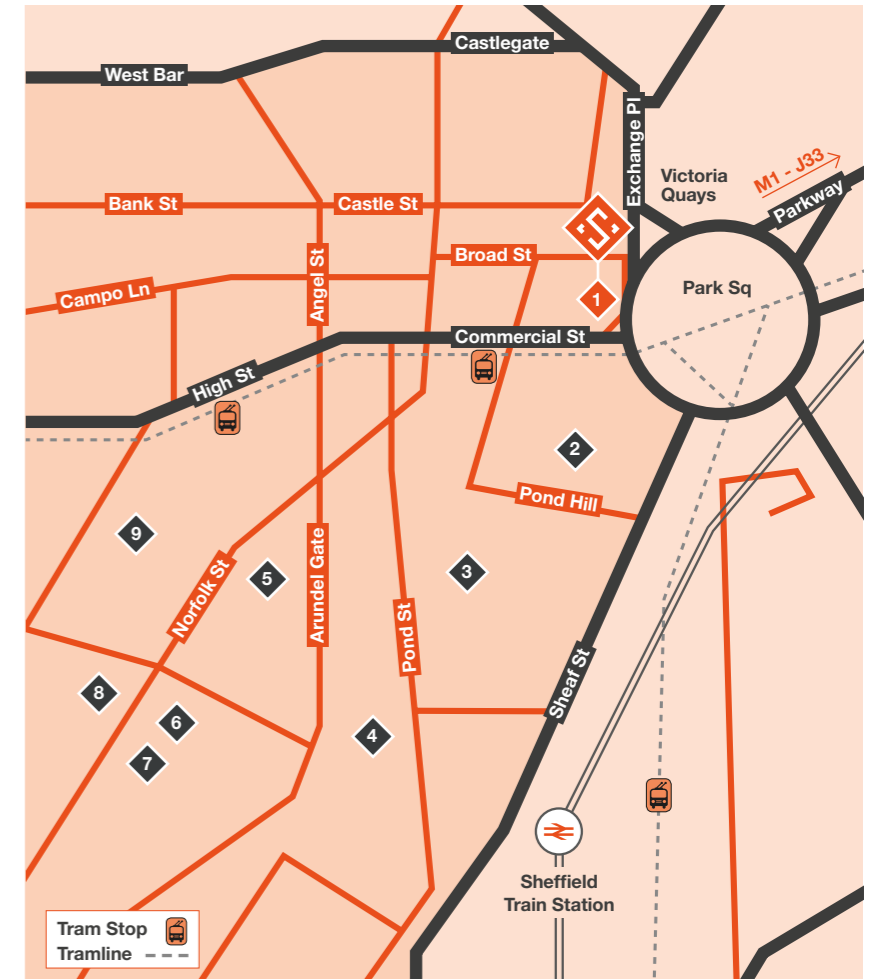 Castlegate
West Bar
Exchange Pl
Victoria
Quays
M1 - J33
Parkway
Bank St
Castle St
Broad St
Angel St
Campo Ln
Park Sq
1
Commercial St
High St
2
Pond Hill
9
5
3
Norfolk St
Arundel Gate
Pond St
Sheaf St
8
6
7
4
Sheffield
Train Station
Tram Stop
Tramline